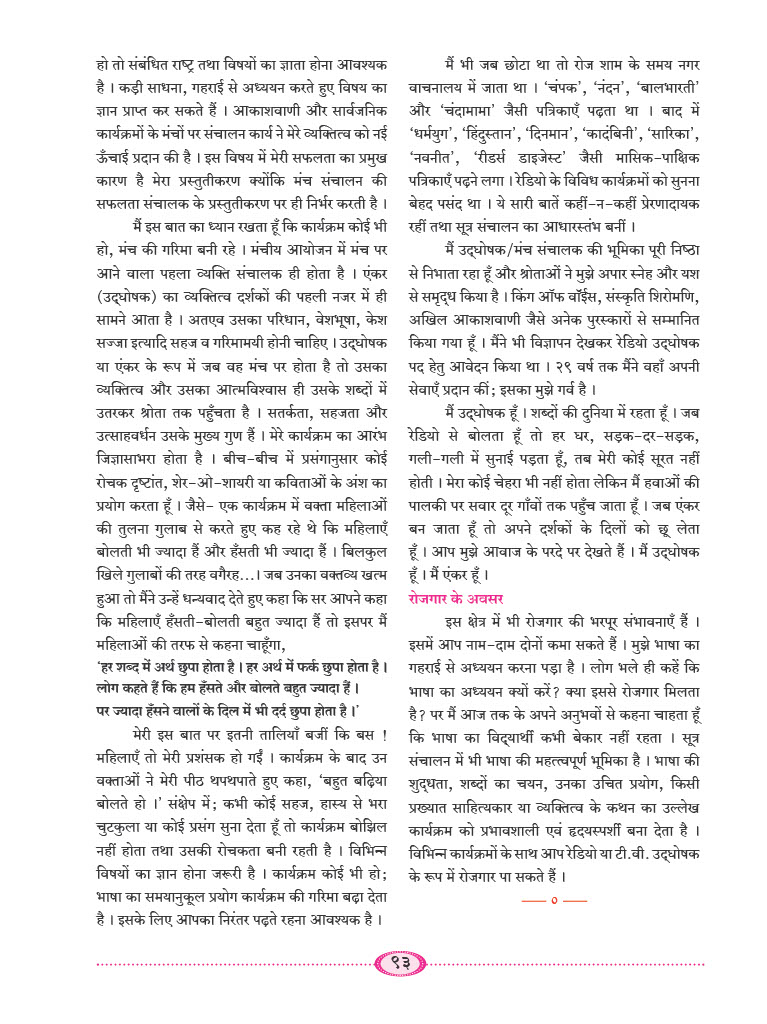 हो तो संबंधित राष्ट्र तथा विषयों का ज्ञाता होना आवश्यक
है । कड़ी साधना, गहराई से अध्ययन करते हुए विषय का
ज्ञान प्राप्त कर सकते हैं । आकाशवाणी और सार्वजनिक
कार्यक्रमों के मंचों पर संचालन कार्य ने मेरे व्यक्तित्व को नई
ऊँचाई प्रदान की है । इस विषय में मेरी सफलता का प्रमुख
कारण है मेरा प्रस्तुतीकरण क्योंकि मंच संचालन की
सफलता संचालक के प्रस्तुतीकरण पर ही निर्भर करती है ।
मैं इस बात का ध्यान रखता हूँ कि कार्यक्रम कोई भी
हो, मंच की गरिमा बनी रहे । मंचीय आयोजन में मंच पर
आने वाला पहला व्यक्ति संचालक ही होता है । एंकर
(उद्घोषक) का व्यक्तित्व दर्शकों की पहली नजर में ही
सामने आता है । अतएव उसका परिधान, वेशभूषा, केश
सज्जा इत्यादि सहज व गरिमामयी होनी चाहिए । उद्घोषक
या एंकर के रूप में जब वह मंच पर होता है तो उसका
व्यक्तित्व और उसका आत्मविश्वास ही उसके शब्दों में
उतरकर श्रोता तक पहुँचता है । सतर्कता, सहजता और
उत्साहवर्धन उसके मुख्य गुण हैं । मेरे कार्यक्रम का आरंभ
जिज्ञासाभरा होता है । बीच-बीच में प्रसंगानुसार कोई
रोचक दृष्टांत, शेर-ओ-शायरी या कविताओं के अंश का
प्रयोग करता हूँ । जैसे- एक कार्यक्रम में वक्ता महिलाओं
की तुलना गुलाब से करते हुए कह रहे थे कि महिलाएँ
बोलती भी ज्यादा हैं और हँसती भी ज्यादा हैं । बिलकुल
खिले गुलाबों की तरह वगैरह...। जब उनका वक्तव्य खत्म
हुआ तो मैंने उन्हें धन्यवाद देते हुए कहा कि सर आपने कहा
कि महिलाएँ हँसती-बोलती बहुत ज्यादा हैं तो इसपर मैं
महिलाओं की तरफ से कहना चाहूँगा,
‘हर शब्द में अर्थ छुपा होता है । हर अर्थ में फर्क छुपा होता है ।
लोग कहते हैं कि हम हँसते और बोलते बहुत ज्यादा हैं ।
पर ज्यादा हँसने वालों के दिल में भी दर्द छुपा होता है ।’
मेरी इस बात पर इतनी तालियाँ बजीं कि बस !
महिलाएँ तो मेरी प्रशंसक हो गईं । कार्यक्रम के बाद उन
वक्ताओं ने मेरी पीठ थपथपाते हुए कहा, ‘बहुत बढ़िया
बोलते हो ।’ संक्षेप में; कभी कोई सहज, हास्य से भरा
चुटकुला या कोई प्रसंग सुना देता हूँ तो कार्यक्रम बोझिल
नहीं होता तथा उसकी रोचकता बनी रहती है । विभिन्न
विषयों का ज्ञान होना जरूरी है । कार्यक्रम कोई भी हो;
भाषा का समयानुकूल प्रयोग कार्यक्रम की गरिमा बढ़ा देता
है । इसके लिए आपका निरंतर पढ़ते रहना आवश्यक है ।
मैं भी जब छोटा था तो रोज शाम के समय नगर
वाचनालय में जाता था । ‘चंपक’, ‘नंदन’, ‘बालभारती’
और ‘चंदामामा’ जैसी पत्रिकाएँ पढ़ता था । बाद में
‘धर्मयुग’, ‘हिंदुस्तान’, ‘दिनमान’, ‘कादंबिनी’, ‘सारिका’,
‘नवनीत’, ‘रीडर्स डाइजेस्ट’ जैसी मासिक-पाक्षिक
पत्रिकाएँ पढ़ने लगा । रेडियो के विविध कार्यक्रमों को सुनना
बेहद पसंद था । ये सारी बातें कहीं-न-कहीं प्रेरणादायक
रहीं तथा सूत्र संचालन का आधारस्तंभ बनीं ।
मैं उद्घोषक/मंच संचालक की भूमिका पूरी निष्ठा
से निभाता रहा हूँ और श्रोताओं ने मुझे अपार स्नेह और यश
से समृद्ध किया है । किंग ऑफ वॉईस, संस्कृति शिरोमणि,
अखिल आकाशवाणी जैसे अनेक पुरस्कारों से सम्मानित
किया गया हूँ । मैंने भी विज्ञापन देखकर रेडियो उद्घोषक
पद हेतु आवेदन किया था । २९ वर्ष तक मैंने वहाँ अपनी
सेवाएँ प्रदान कीं; इसका मुझे गर्व है ।
मैं उद्घोषक हूँ । शब्दों की दुनिया में रहता हूँ । जब
रेडियो से बोलता हूँ तो हर घर, सड़क-दर-सड़क,
गली-गली में सुनाई पड़ता हूँ, तब मेरी कोई सूरत नहीं
होती । मेरा कोई चेहरा भी नहीं होता लेकिन मैं हवाओं की
पालकी पर सवार दूर गाँवों तक पहुँच जाता हूँ । जब एंकर
बन जाता हूँ तो अपने दर्शकों के दिलों को छू लेता
हूँ । आप मुझे आवाज के परदे पर देखते हैं । मैं उद्घोषक
हूँ । मैं एंकर हूँ ।
रोजगार के अवसर
इस क्षेत्र में भी रोजगार की भरपूर संभावनाएँ हैं ।
इसमें आप नाम-दाम दोनों कमा सकते हैं । मुझे भाषा का
गहराई से अध्ययन करना पड़ा है । लोग भले ही कहें कि
भाषा का अध्ययन क्यों करें? क्या इससे रोजगार मिलता
है? पर मैं आज तक के अपने अनुभवों से कहना चाहता हूँ
कि भाषा का विद्यार्थी कभी बेकार नहीं रहता । सूत्र
संचालन में भी भाषा की महत्त्वपूर्ण भूमिका है । भाषा की
शुद्धता, शब्दों का चयन, उनका उचित प्रयोग, किसी
प्रख्यात साहित्यकार या व्यक्तित्व के कथन का उल्लेख
कार्यक्रम को प्रभावशाली एवं हृदयस्पर्शी बना देता है ।
विभिन्न कार्यक्रमों के साथ आप रेडियो या टी.वी. उद्घोषक
के रूप में रोजगार पा सकते हैं ।
—— ० ——
९३